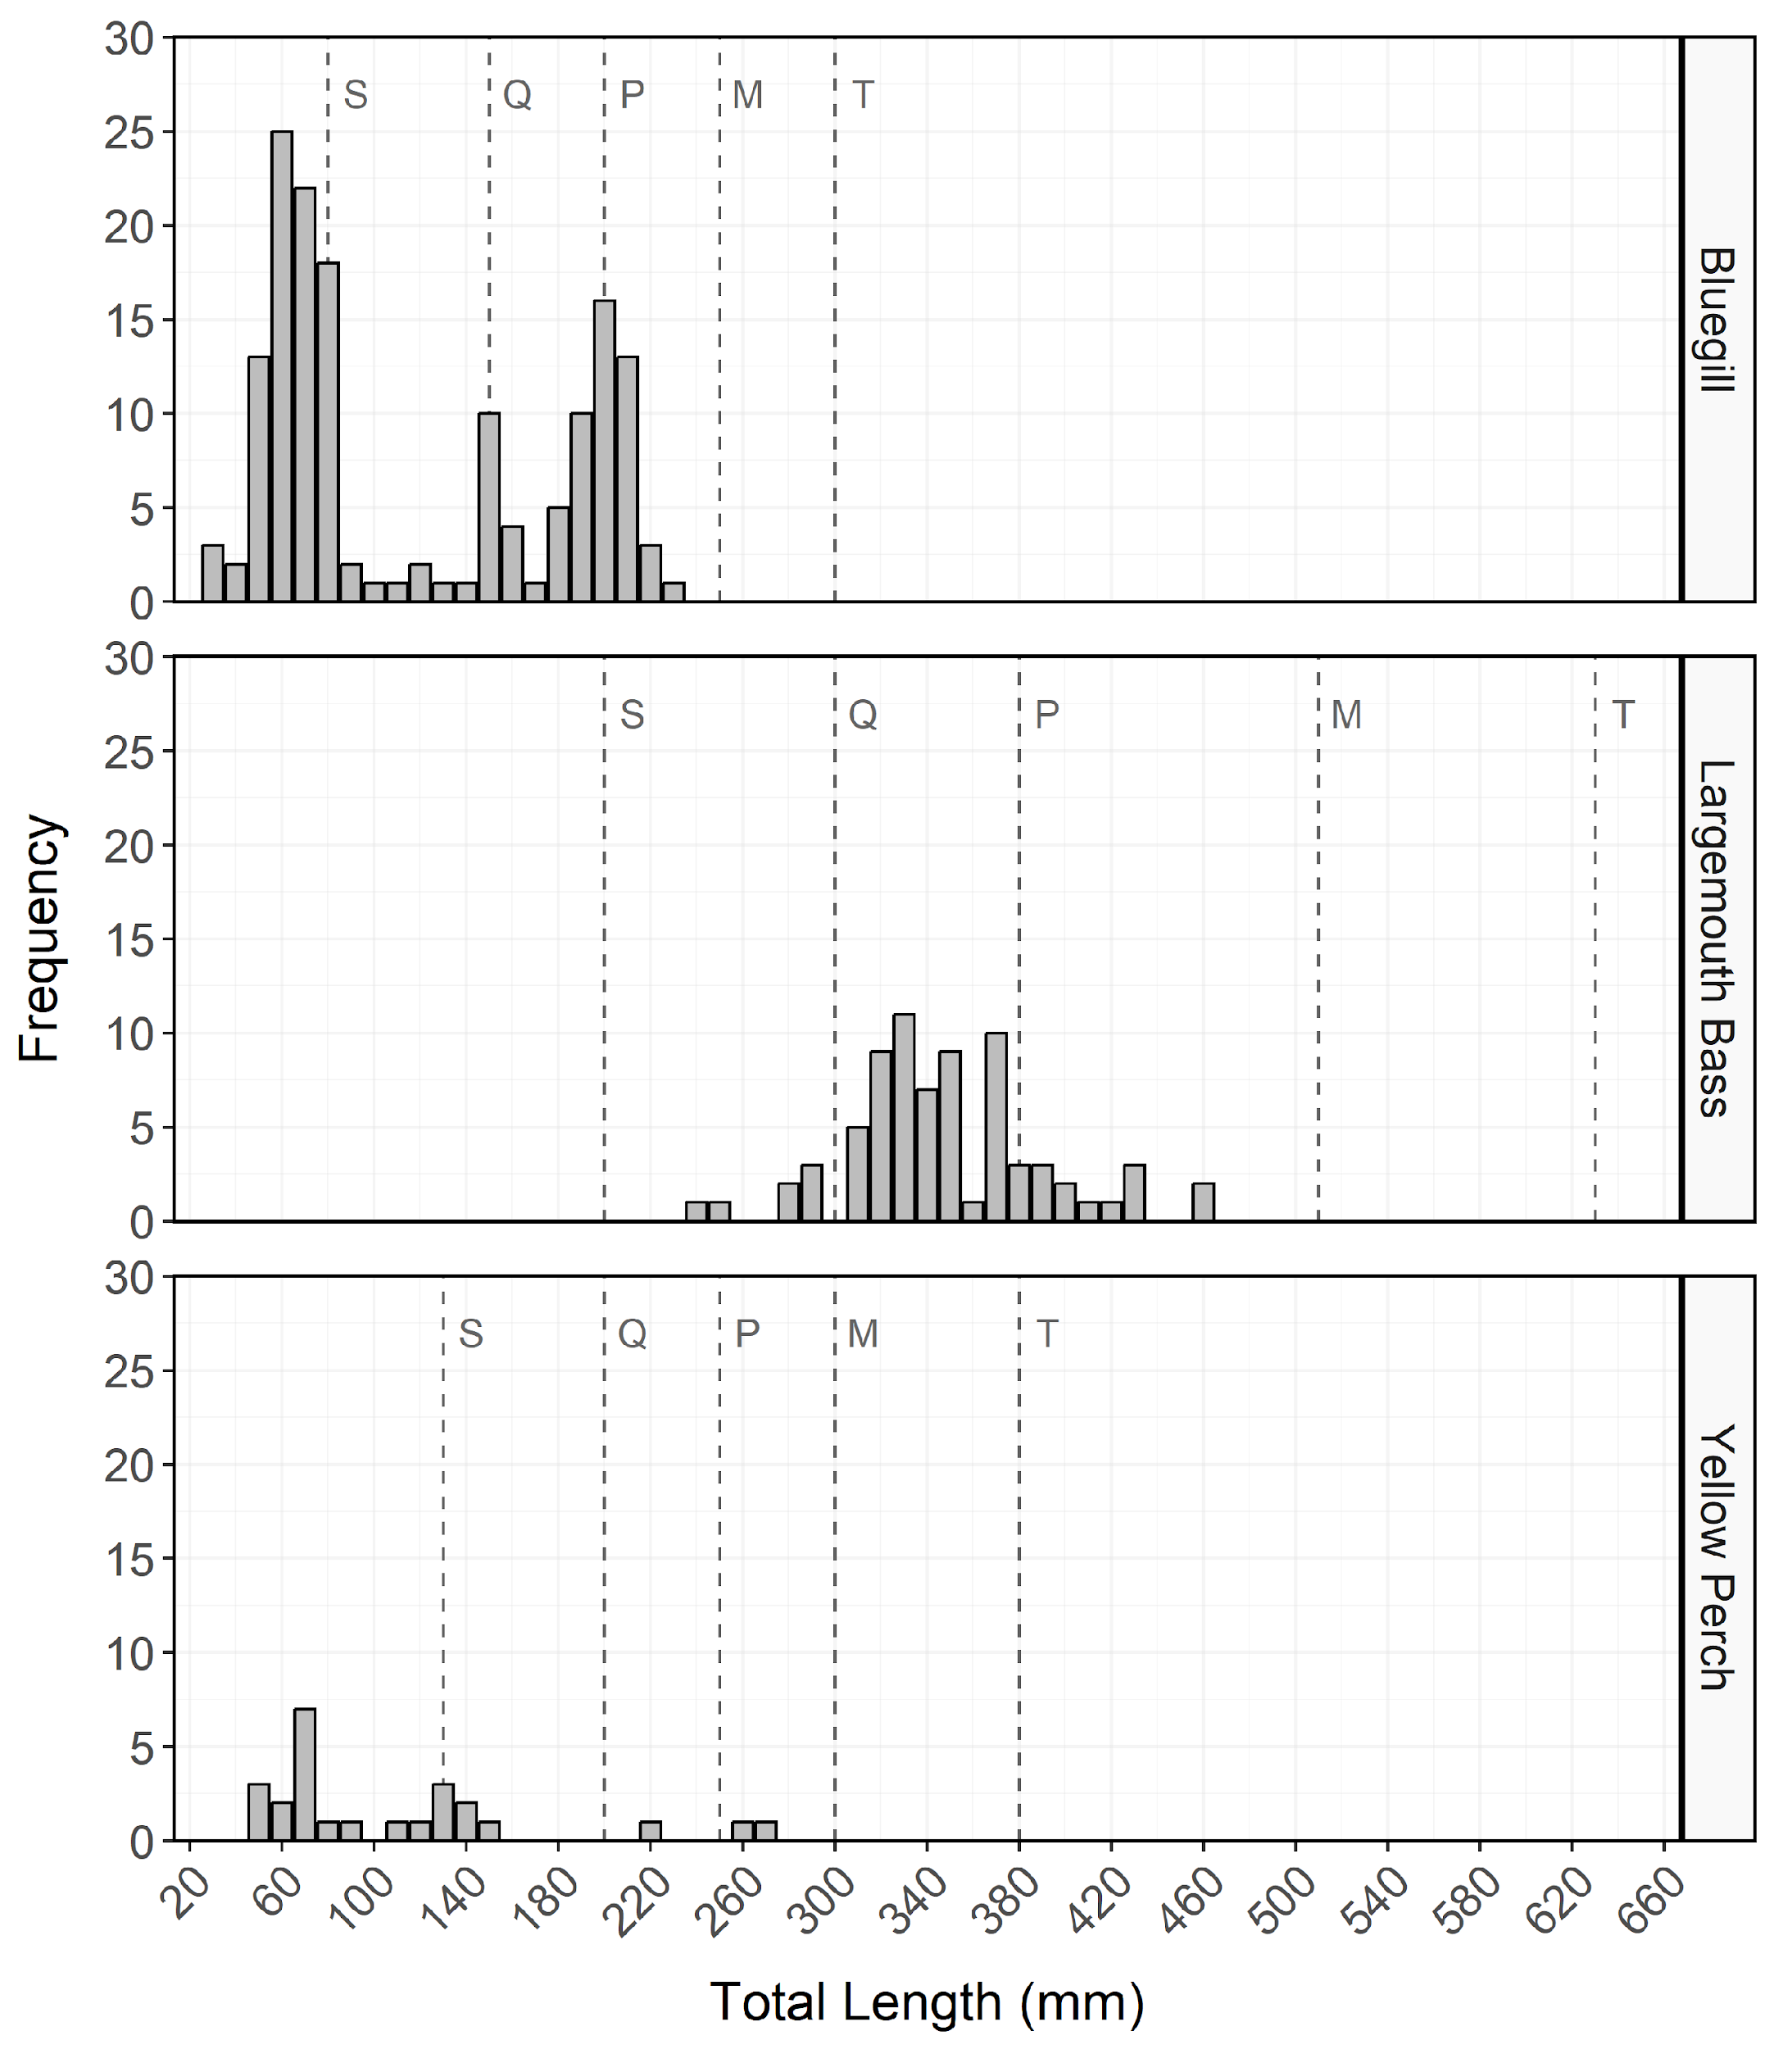 30
25
20
15
10
5
0
S Q P M T
Bluegill
30
25
20
15
10
5
0
S Q P M T
Largemouth Bass
Frequency
30
25
20
15
10
5
0
S Q P M T
Yellow Perch
20 60 100 140 180 220 260 300 340 380 420 460 500 540 580 620 660
Total Length (mm)